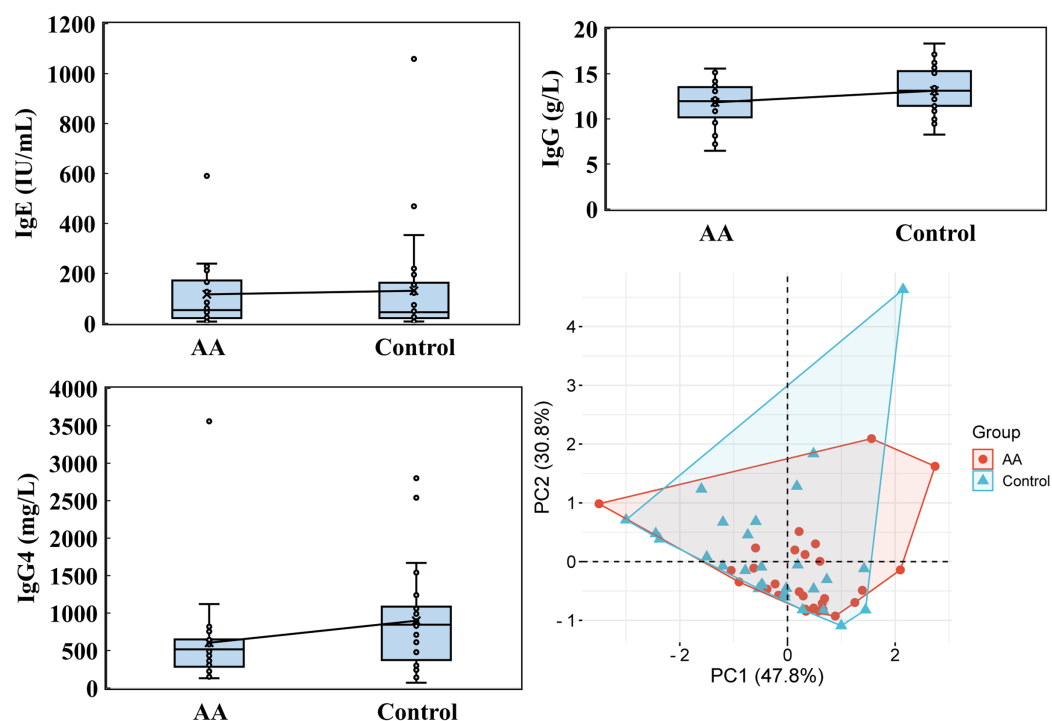 IgE (IU/mL)
1200
1000
800
600
400
200
0
AA Control
IgG (g/L)
20
15
10
5
0
AA Control
IgG4 (mg/L)
4000
3500
3000
2500
2000
1500
1000
500
0
AA Control
PC2 (30.8%)
4
3
2
1
0
-1
-2 0 2
PC1 (47.8%)
Group
AA
Control